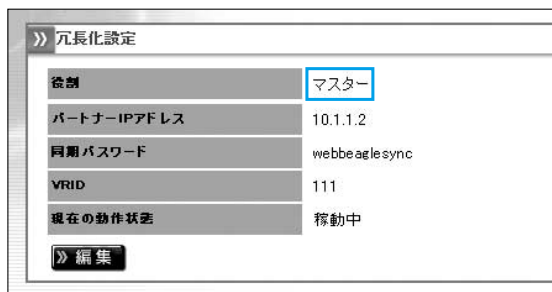 » 冗長化設定
役割 マスター
パートナーIPアドレス 10.1.1.2
同期パスワード webbeaglesync
VRID 111
現在の動作状態 稼動中
» 編集